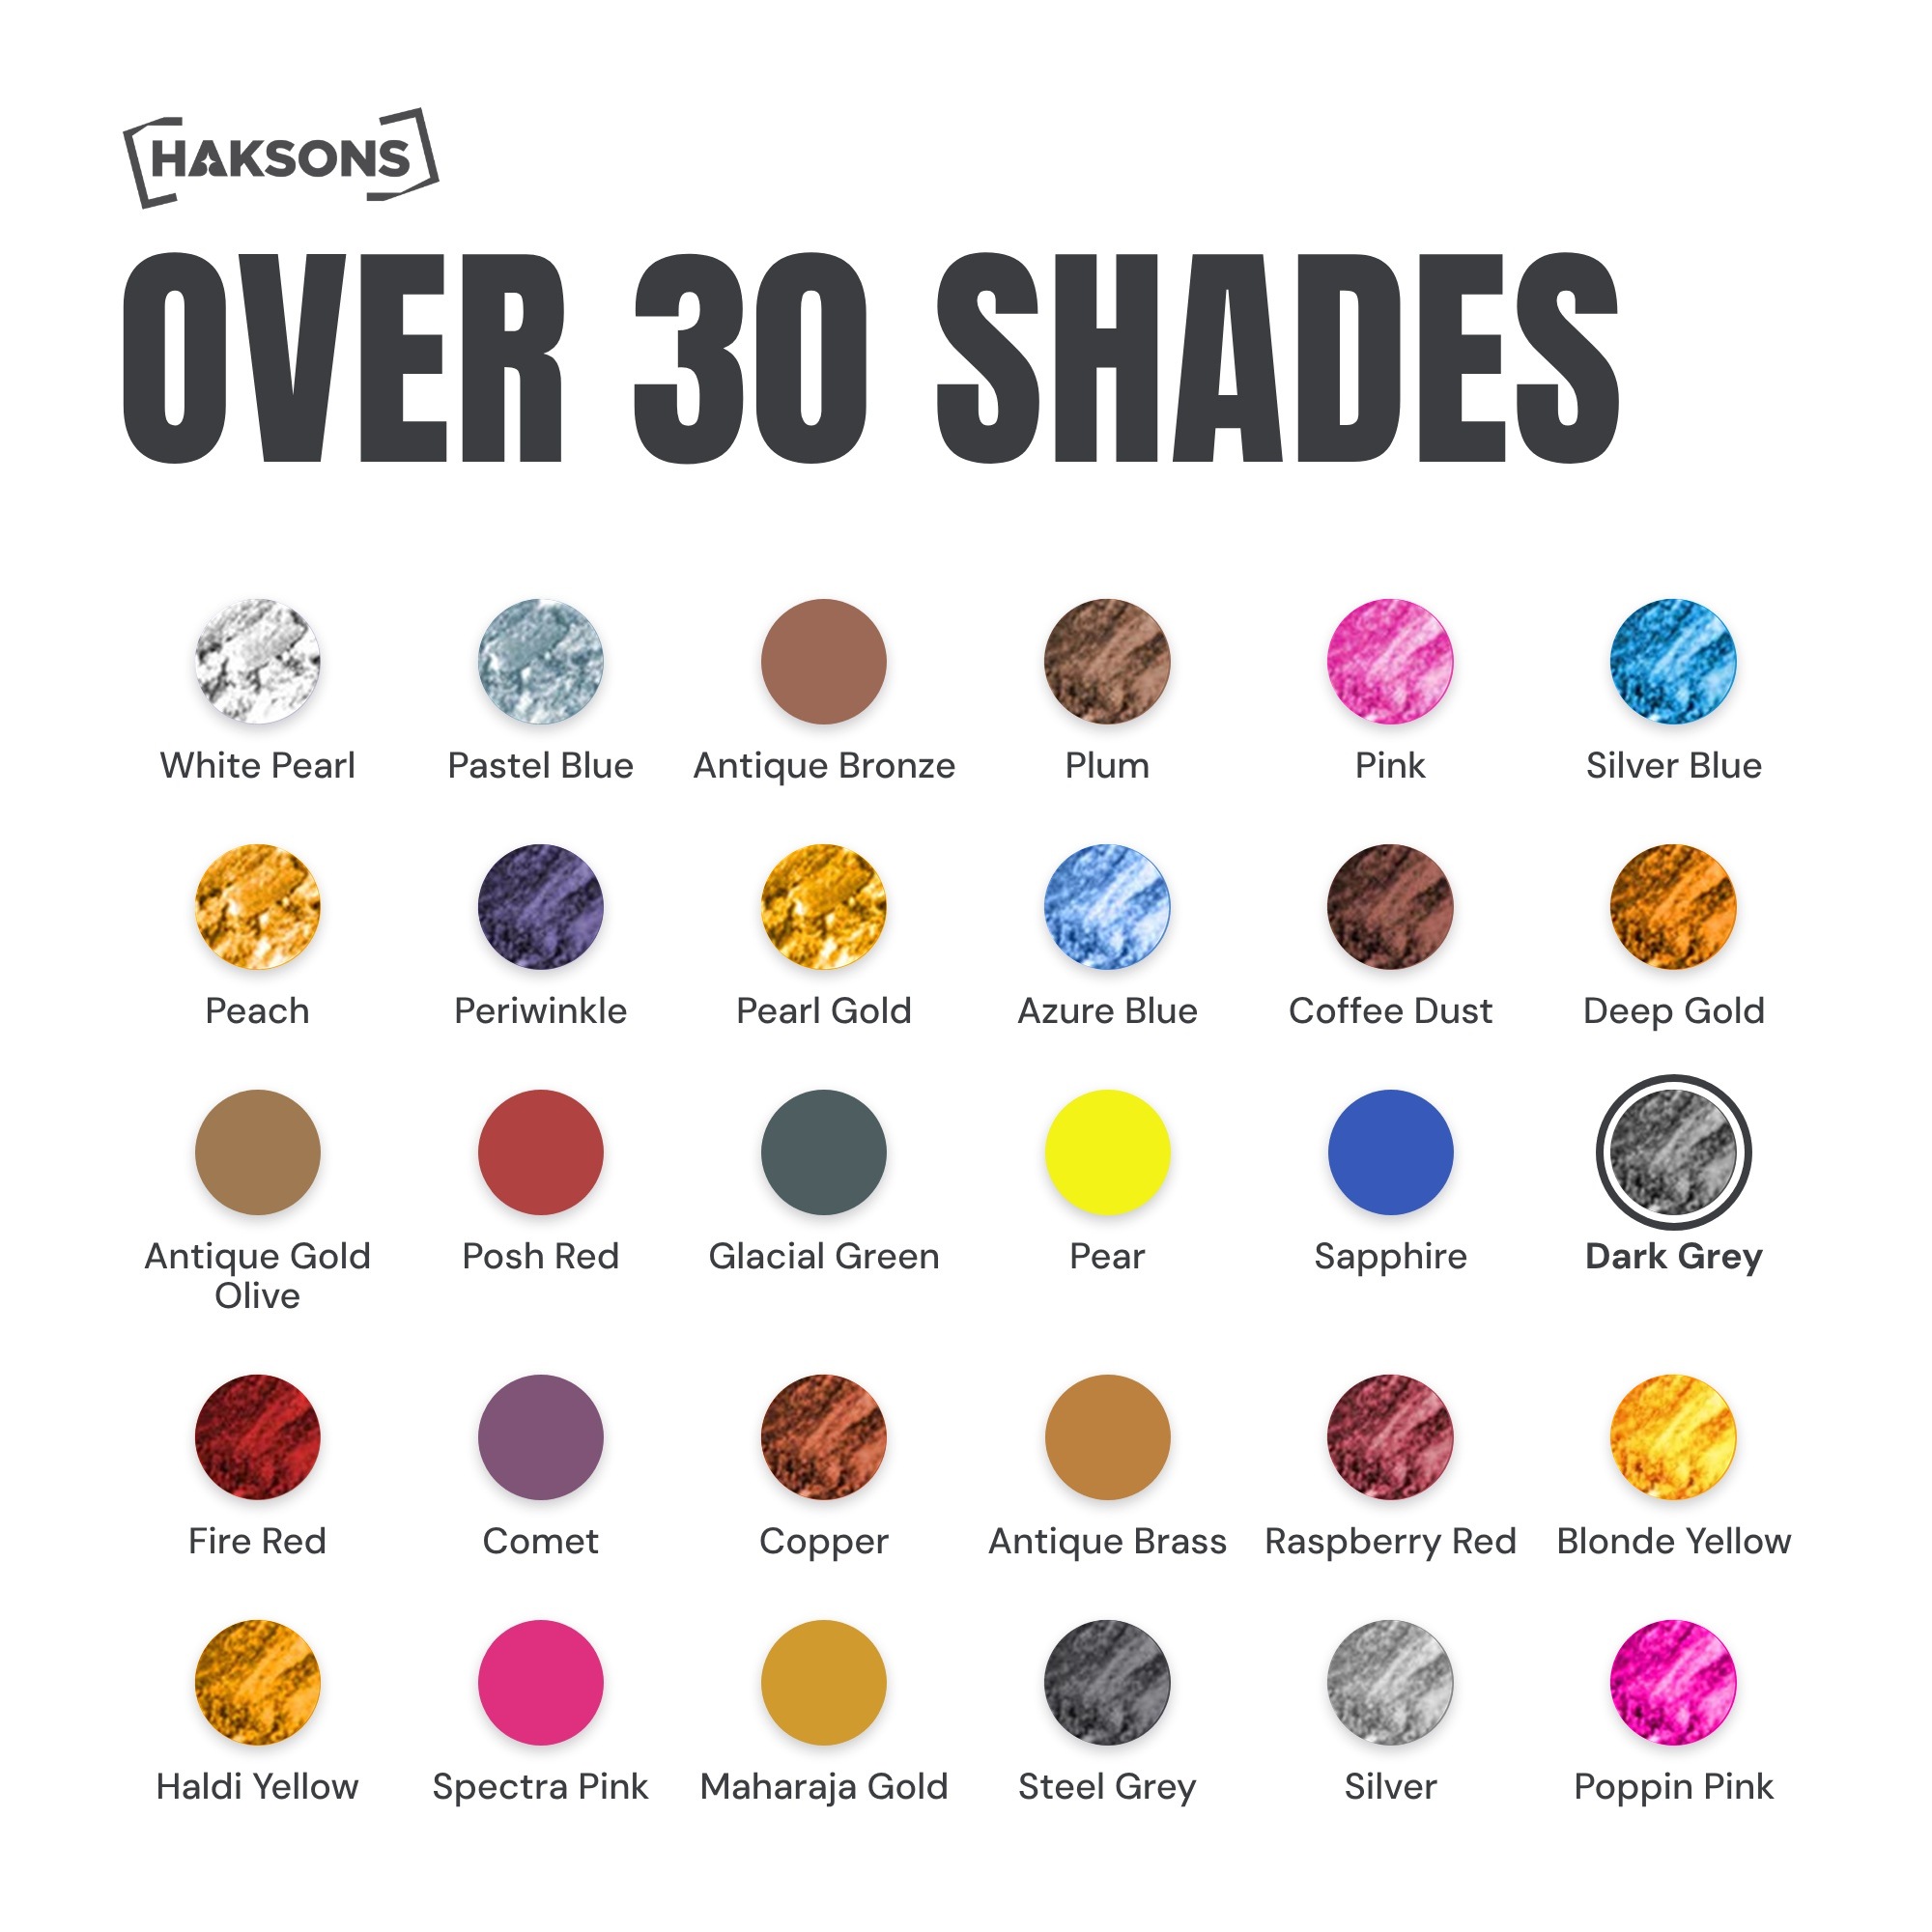 HAKSONS
OVER 30 SHADES
White Pearl
Pastel Blue
Antique Bronze
Plum
Pink
Silver Blue
Peach
Periwinkle
Pearl Gold
Azure Blue
Coffee Dust
Deep Gold
Antique Gold
Olive
Posh Red
Glacial Green
Pear
Sapphire
Dark Grey
Fire Red
Comet
Copper
Antique Brass
Raspberry Red
Blonde Yellow
Haldi Yellow
Spectra Pink
Maharaja Gold
Steel Grey
Silver
Poppin Pink